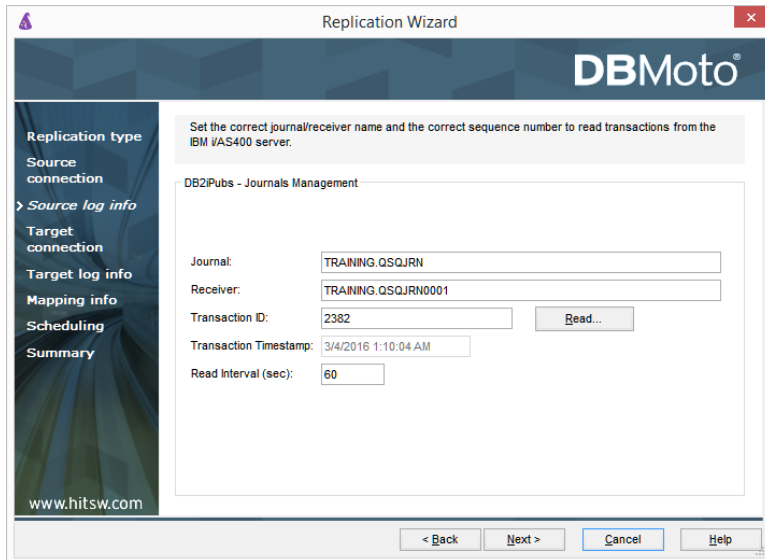 Replication Wizard
DBMoto®
Replication type
Source
connection
Source log info
Target
connection
Target log info
Mapping info
Scheduling
Summary
www.hitsw.com
Set the correct journal/receiver name and the correct sequence number to read transactions from the
IBM i/AS400 server.
DB2iPubs - Journals Management
Journal: TRAINING.QSQJRN
Receiver: TRAINING.QSQJRN0001
Transaction ID: 2382 Read...
Transaction Timestamp: 3/4/2016 1:10:04 AM
Read Interval (sec): 60
< Back Next > Cancel Help